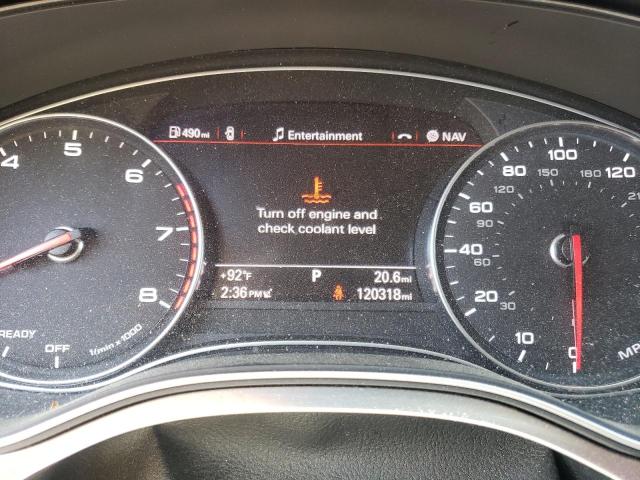 490mi Entertainment NAV
Turn off engine and
check coolant level
+92°F P 20.6mi
2:36 PM 120318mi
4 5 6 7 8
READY OFF 1/min x 1000
0 10 20 40 60 80 100 120
30 60 90 120 150 180